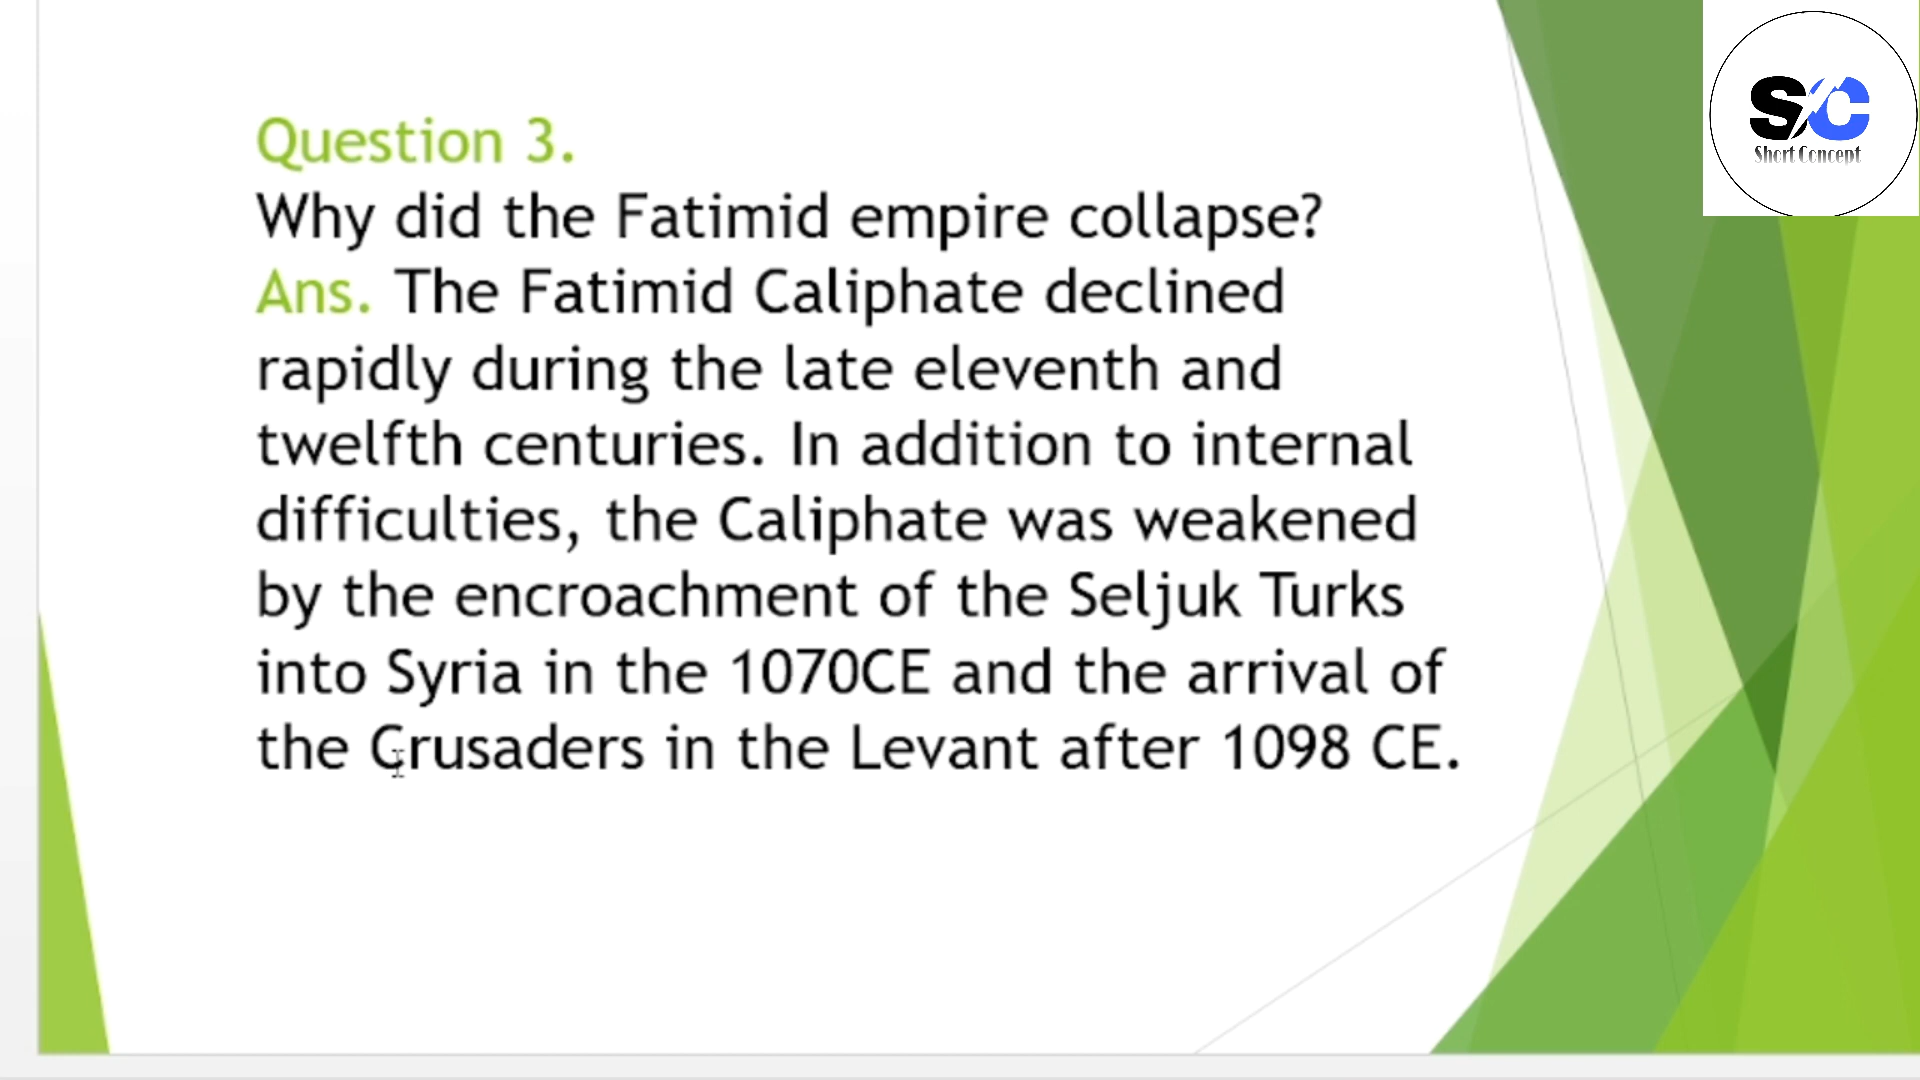 Question 3.
Why did the Fatimid empire collapse?
Ans. The Fatimid Caliphate declined
rapidly during the late eleventh and
twelfth centuries. In addition to internal
difficulties, the Caliphate was weakened
by the encroachment of the Seljuk Turks
into Syria in the 1070CE and the arrival of
the Crusaders in the Levant after 1098 CE.
SC
Short Concept